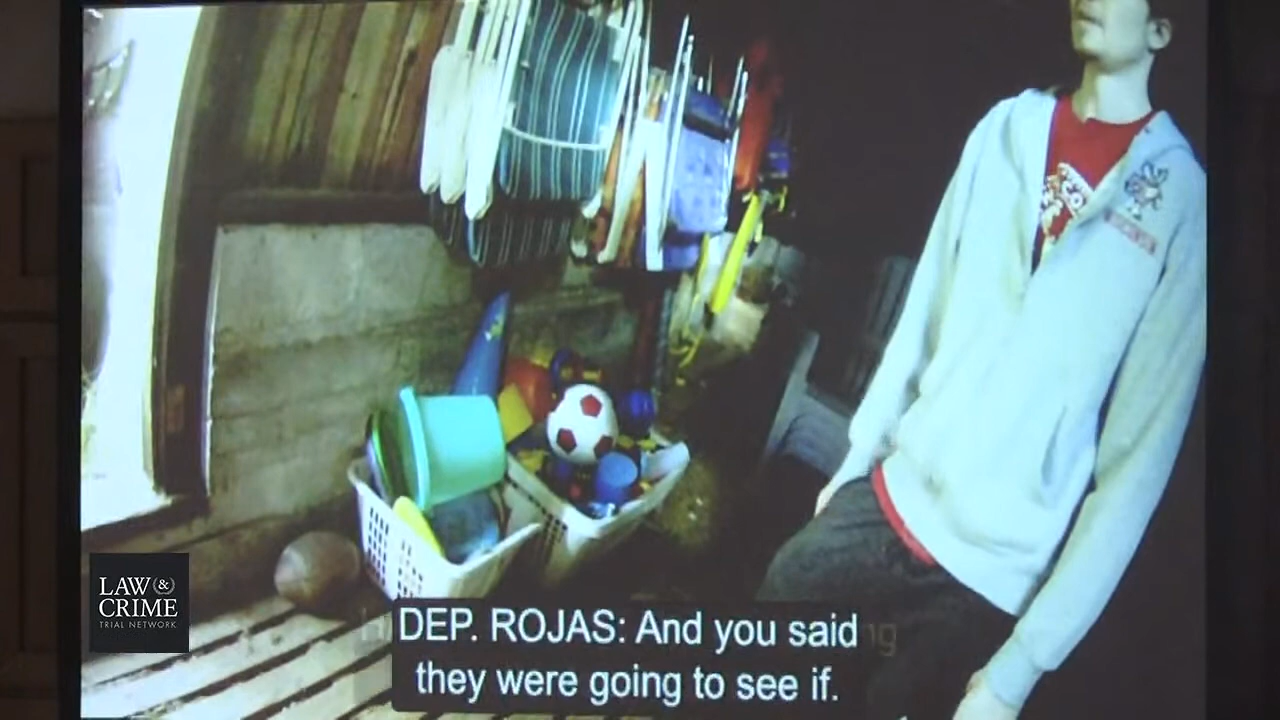 LAW &
CRIME
TRIAL NETWORK
DEP. ROJAS: And you said
they were going to see if.